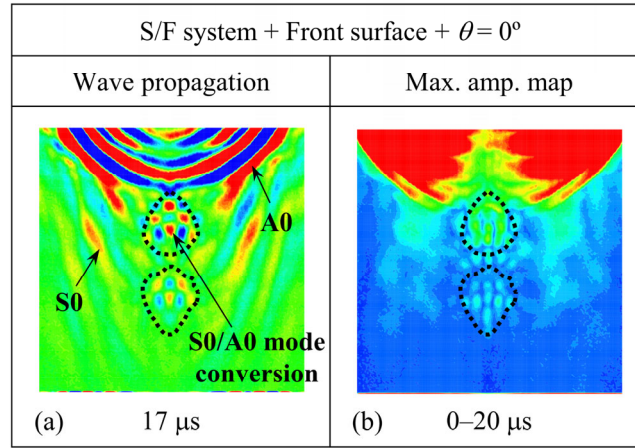 S/F system + Front surface + θ = 0º
Wave propagation
Max. amp. map
A0
S0
S0/A0 mode
conversion
(a) 17 μs
(b) 0–20 μs